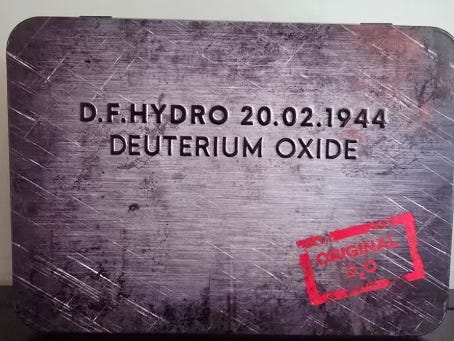 D.F.HYDRO 20.02.1944
DEUTERIUM OXIDE
ORIGINAL
D₂O